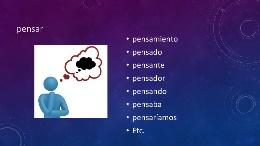 pensar
• pensamiento
• pensado
• pensante
• pensador
• pensando
• pensaba
• pensaríamos
• Etc.